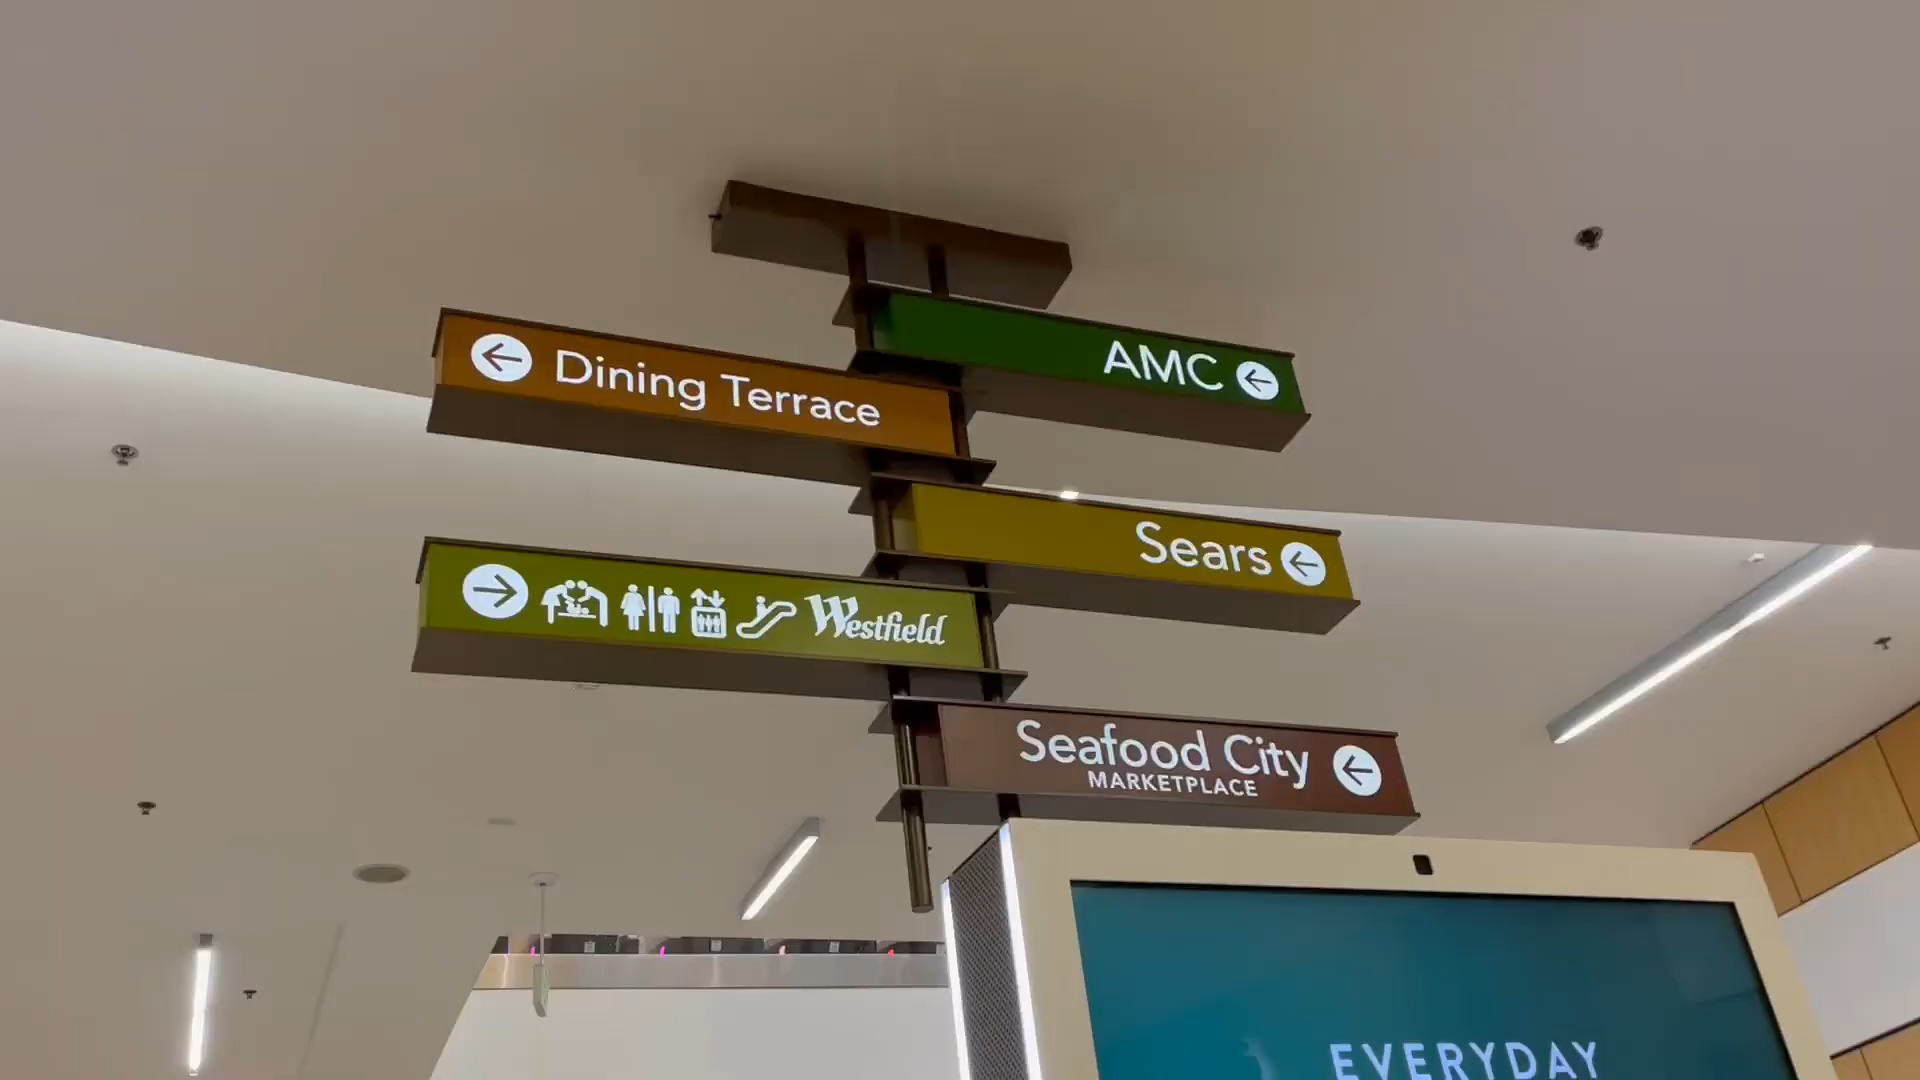 AMC
Dining Terrace
Sears
Westfield
Seafood City
MARKETPLACE
EVERYDAY